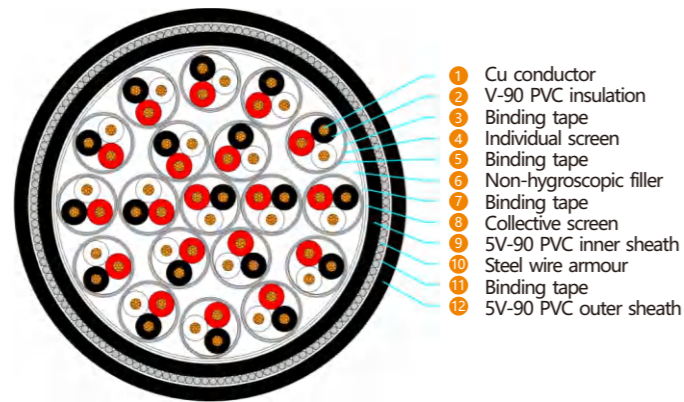 1 Cu conductor
2 V-90 PVC insulation
3 Binding tape
4 Individual screen
5 Binding tape
6 Non-hygroscopic filler
7 Binding tape
8 Collective screen
9 5V-90 PVC inner sheath
10 Steel wire armour
11 Binding tape
12 5V-90 PVC outer sheath